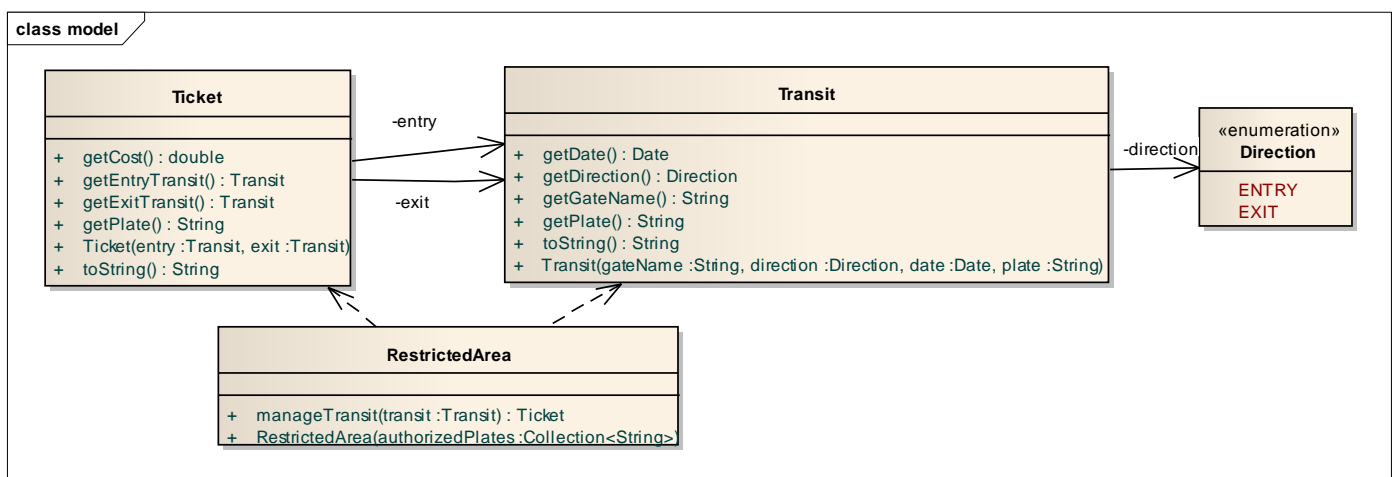 class model
Ticket
+ getCost() : double
+ getEntryTransit() : Transit
+ getExitTransit() : Transit
+ getPlate() : String
+ Ticket(entry :Transit, exit :Transit)
+ toString() : String
-entry
-exit
Transit
+ getDate() : Date
+ getDirection() : Direction
+ getGateName() : String
+ getPlate() : String
+ toString() : String
+ Transit(gateName :String, direction :Direction, date :Date, plate :String)
-direction
«enumeration»
Direction
ENTRY
EXIT
RestrictedArea
+ manageTransit(transit :Transit) : Ticket
+ RestrictedArea(authorizedPlates :Collection<String>)